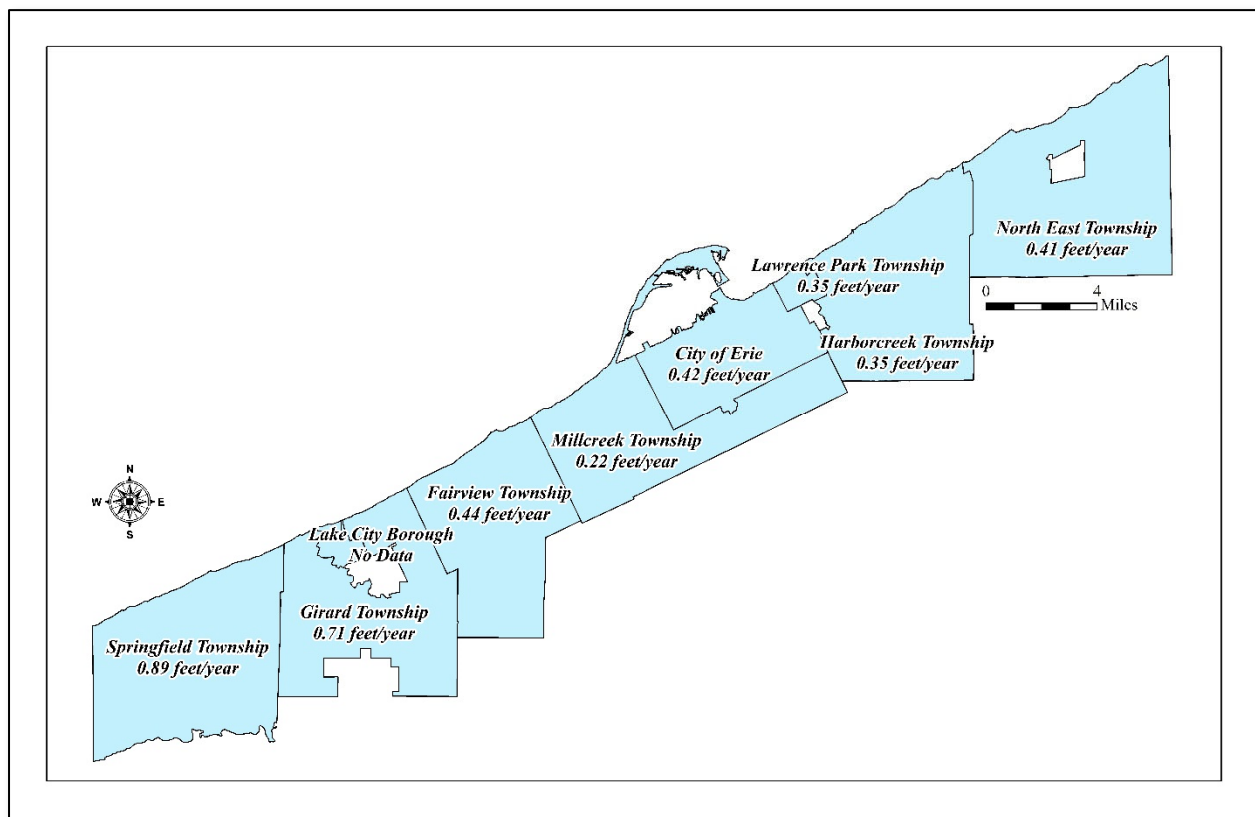 North East Township
0.41 feet/year
Lawrence Park Township
0.35 feet/year
0 4
Miles
Harborcreek Township
0.35 feet/year
City of Erie
0.42 feet/year
Millcreek Township
0.22 feet/year
Fairview Township
0.44 feet/year
N
W E
S
Lake City Borough
No Data
Girard Township
0.71 feet/year
Springfield Township
0.89 feet/year